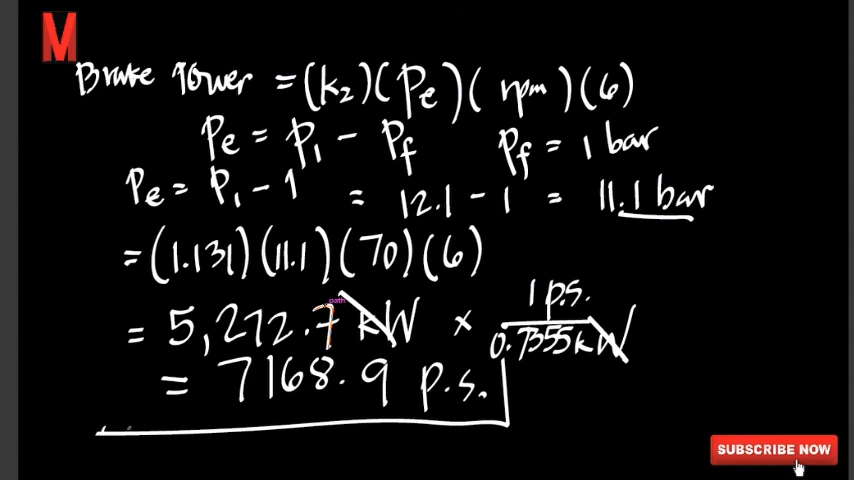 M
Brake Power = (k2)(Pe)(rpm)(6)
Pe = P1 - Pf Pf = 1 bar
Pe = P1 - 1 = 12.1 - 1 = 11.1 bar
= (1.131)(11.1)(70)(6)
path
= 5,272.7 kW × 1 p.s.
0.7355 kW
= 7168.9 p.s.
SUBSCRIBE NOW